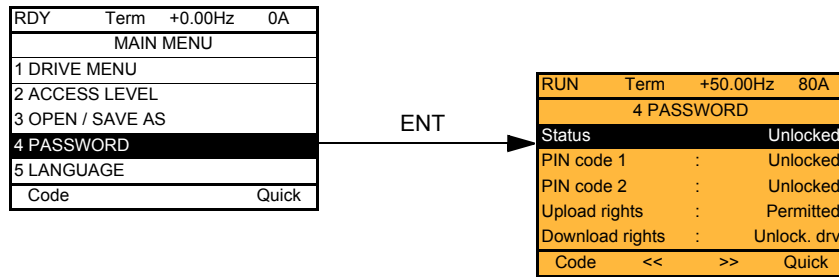 RDY Term +0.00Hz 0A
MAIN MENU
1 DRIVE MENU
2 ACCESS LEVEL
3 OPEN / SAVE AS
4 PASSWORD
5 LANGUAGE
Code Quick
ENT
RUN Term +50.00Hz 80A
4 PASSWORD
Status Unlocked
PIN code 1 : Unlocked
PIN code 2 : Unlocked
Upload rights : Permitted
Download rights : Unlock. drv
Code << >> Quick